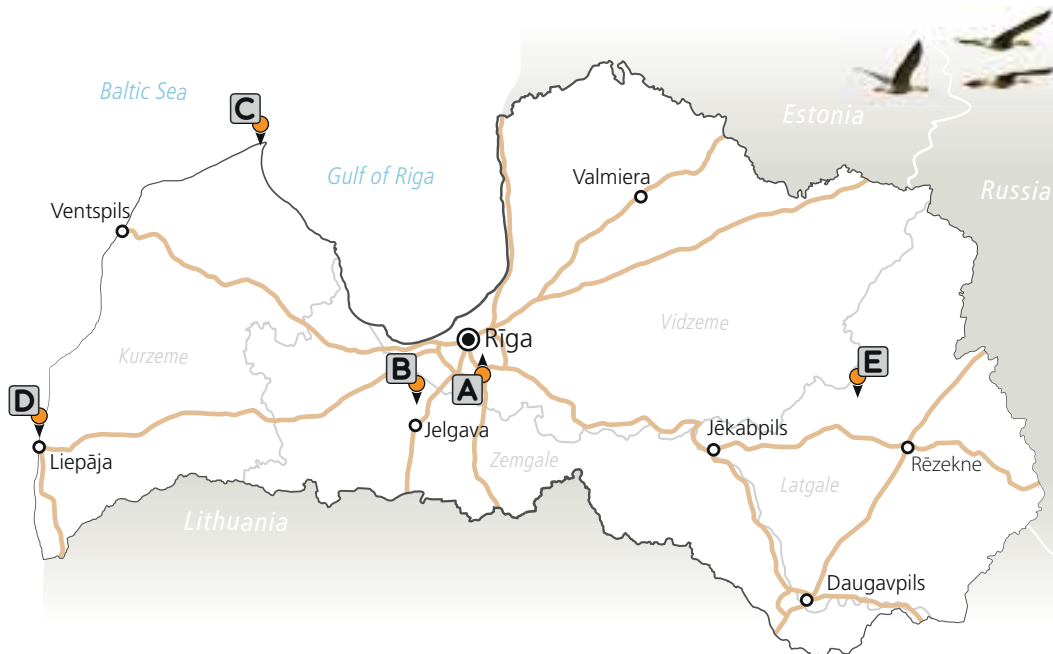 Baltic Sea
Estonia
C
Gulf of Riga
Valmiera
Russia
Ventspils
Vidzeme
Rīga
Kurzeme
B
E
A
D
Jelgava
Jēkabpils
Liepāja
Zemgale
Rēzekne
Latgale
Lithuania
Daugavpils